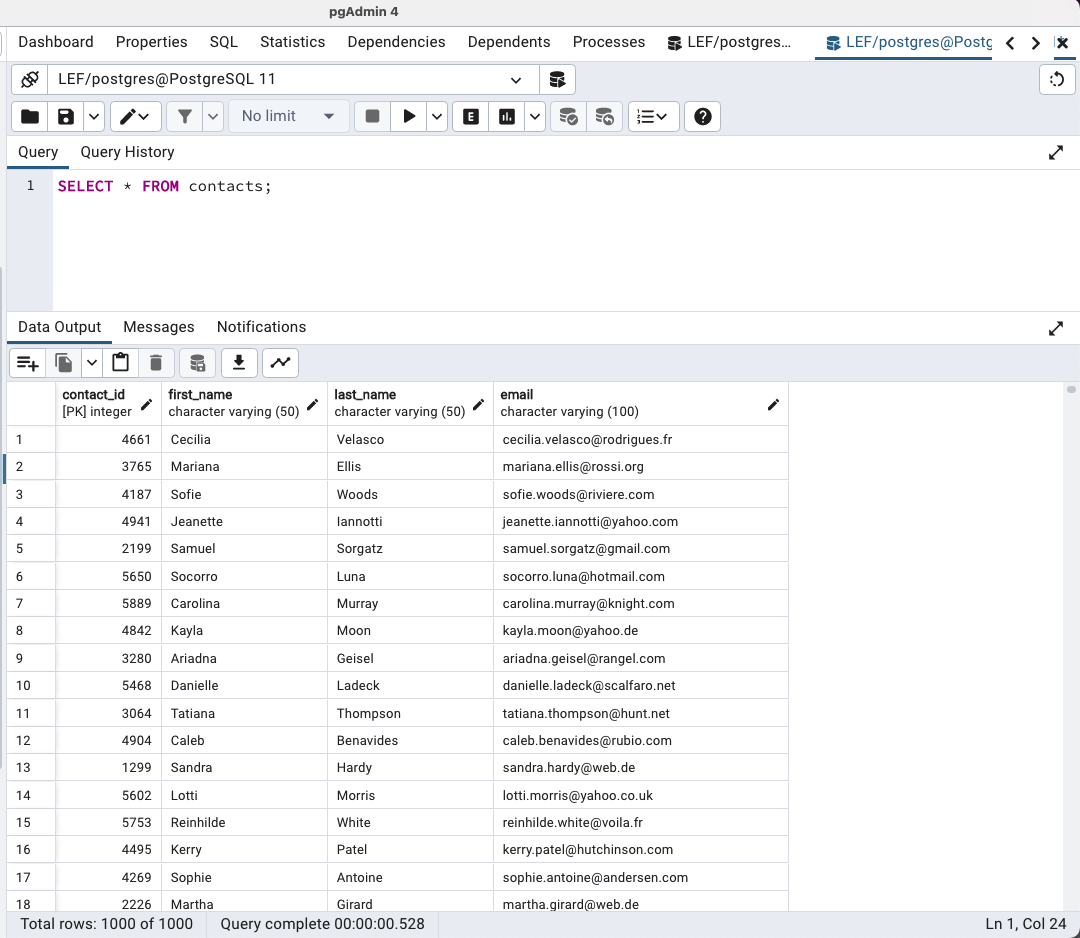 pgAdmin 4
Dashboard Properties SQL Statistics Dependencies Dependents Processes LEF/postgres... LEF/postgres@Postg
LEF/postgres@PostgreSQL 11
No limit E
Query Query History
1 SELECT * FROM contacts;
Data Output Messages Notifications
contact_id first_name last_name email
[PK] integer character varying (50) character varying (50) character varying (100)
1 4661 Cecilia Velasco cecilia.velasco@rodrigues.fr
2 3765 Mariana Ellis mariana.ellis@rossi.org
3 4187 Sofie Woods sofie.woods@riviere.com
4 4941 Jeanette Iannotti jeanette.iannotti@yahoo.com
5 2199 Samuel Sorgatz samuel.sorgatz@gmail.com
6 5650 Socorro Luna socorro.luna@hotmail.com
7 5889 Carolina Murray carolina.murray@knight.com
8 4842 Kayla Moon kayla.moon@yahoo.de
9 3280 Ariadna Geisel ariadna.geisel@rangel.com
10 5468 Danielle Ladeck danielle.ladeck@scalfaro.net
11 3064 Tatiana Thompson tatiana.thompson@hunt.net
12 4904 Caleb Benavides caleb.benavides@rubio.com
13 1299 Sandra Hardy sandra.hardy@web.de
14 5602 Lotti Morris lotti.morris@yahoo.co.uk
15 5753 Reinhilde White reinhilde.white@voila.fr
16 4495 Kerry Patel kerry.patel@hutchinson.com
17 4269 Sophie Antoine sophie.antoine@andersen.com
18 2226 Martha Girard martha.girard@web.de
Total rows: 1000 of 1000 Query complete 00:00:00.528 Ln 1, Col 24